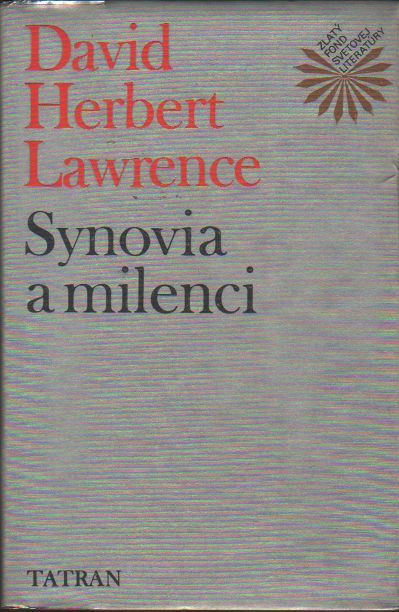 David
Herbert
Lawrence
Synovia
a milenci
ZLATÝ
FOND
SVETOVEJ
LITERATÚRY
TATRAN